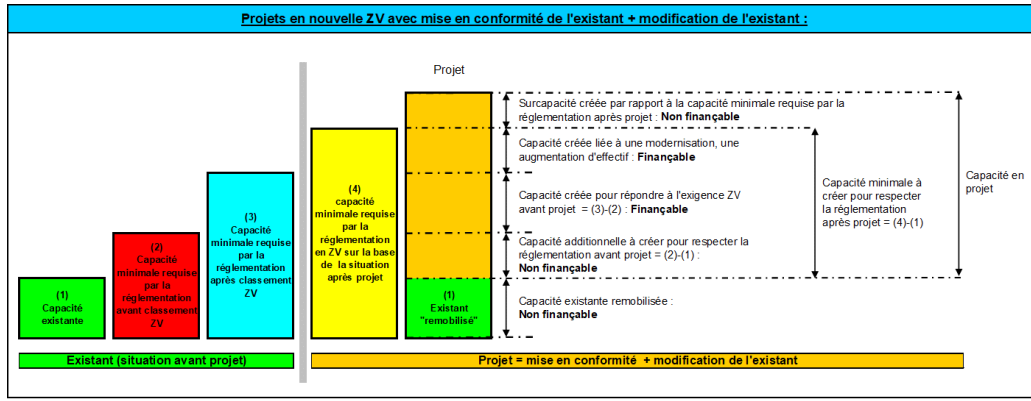 Projets en nouvelle ZV avec mise en conformité de l'existant + modification de l'existant :
Projet
Surcapacité créée par rapport à la capacité minimale requise par la
réglementation après projet : Non finançable
Capacité créée liée à une modernisation, une
augmentation d'effectif : Finançable
Capacité créée pour répondre à l'exigence ZV
avant projet = (3)-(2) : Finançable
Capacité additionnelle à créer pour respecter la
réglementation avant projet = (2)-(1) :
Non finançable
Capacité existante remobilisée :
Non finançable
Capacité minimale à
créer pour respecter
la réglementation
après projet = (4)-(1)
Capacité en
projet
(1)
Capacité
existante
(2)
Capacité
minimale requise
par la
réglementation
avant classement
ZV
(3)
Capacité
minimale requise
par la
réglementation
après classement
ZV
(4)
capacité
minimale requise
par la
réglementation
en ZV sur la base
de la situation
après projet
(1)
Existant
"remobilisé"
Existant (situation avant projet)
Projet = mise en conformité + modification de l'existant